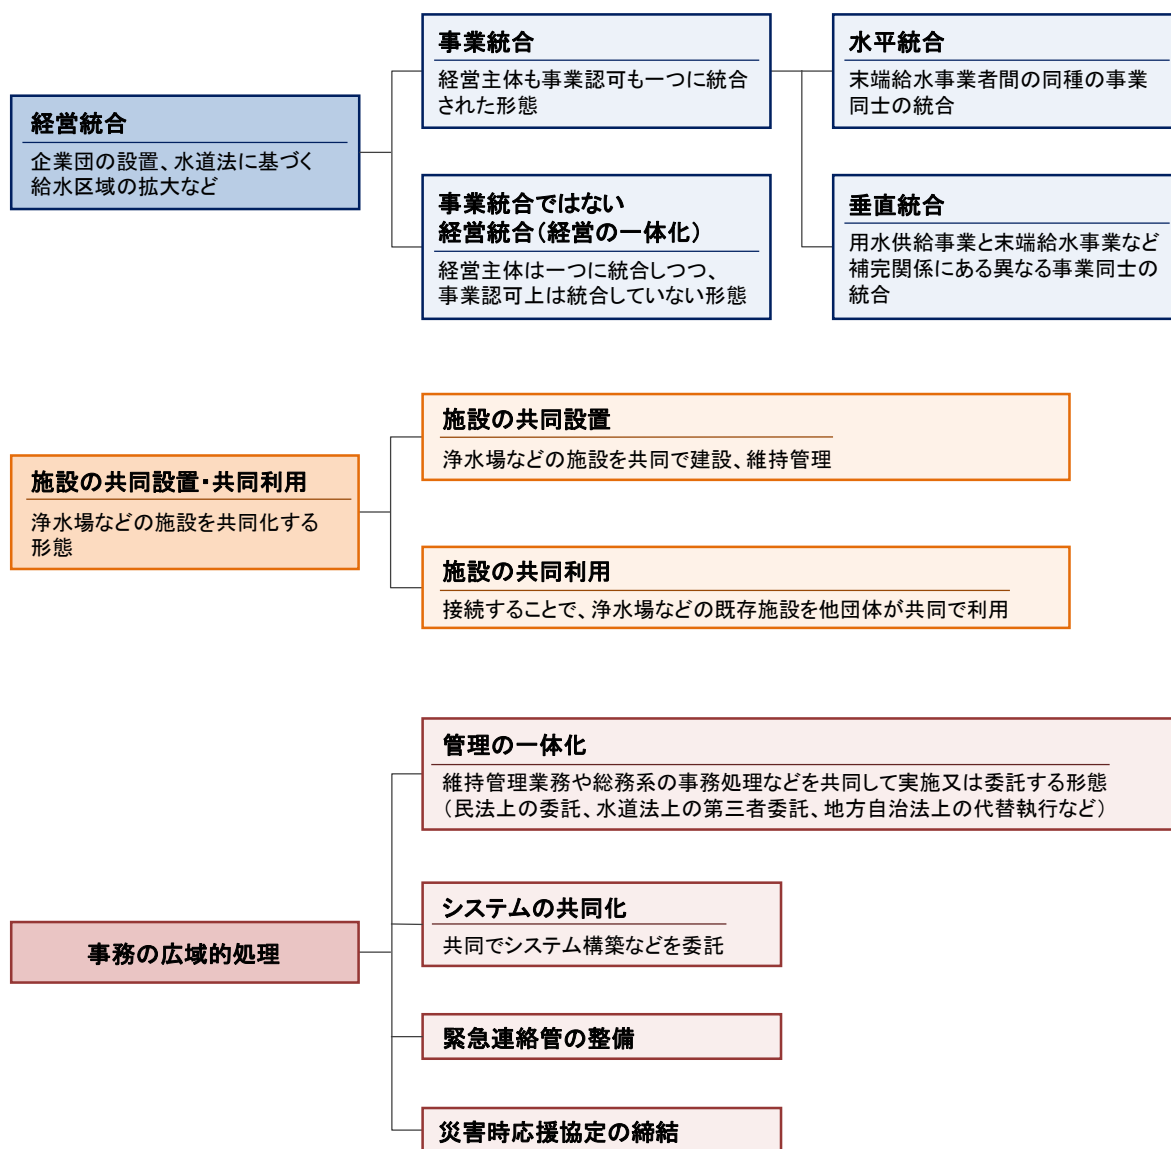 経営統合
企業団の設置、水道法に基づく
給水区域の拡大など
事業統合
経営主体も事業認可も一つに統合
された形態
事業統合ではない
経営統合（経営の一体化）
経営主体は一つに統合しつつ、
事業認可上は統合していない形態
水平統合
末端給水事業者間の同種の事業
同士の統合
垂直統合
用水供給事業と末端給水事業など
補完関係にある異なる事業同士の
統合
施設の共同設置・共同利用
浄水場などの施設を共同化する
形態
施設の共同設置
浄水場などの施設を共同で建設、維持管理
施設の共同利用
接続することで、浄水場などの既存施設を他団体が共同で利用
事務の広域的処理
管理の一体化
維持管理業務や総務系の事務処理などを共同して実施又は委託する形態
（民法上の委託、水道法上の第三者委託、地方自治法上の代替執行など）
システムの共同化
共同でシステム構築などを委託
緊急連絡管の整備
災害時応援協定の締結